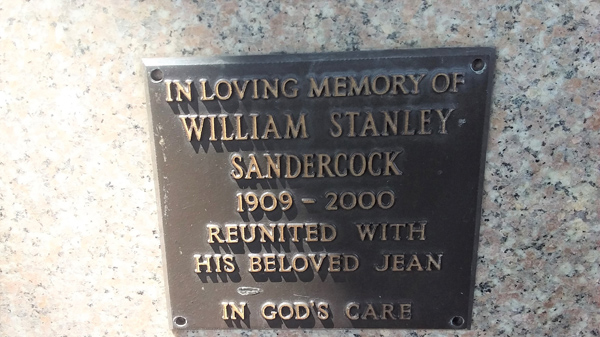 IN LOVING MEMORY OF
WILLIAM STANLEY
SANDERCOCK
1909 - 2000
REUNITED WITH
HIS BELOVED JEAN
IN GOD'S CARE